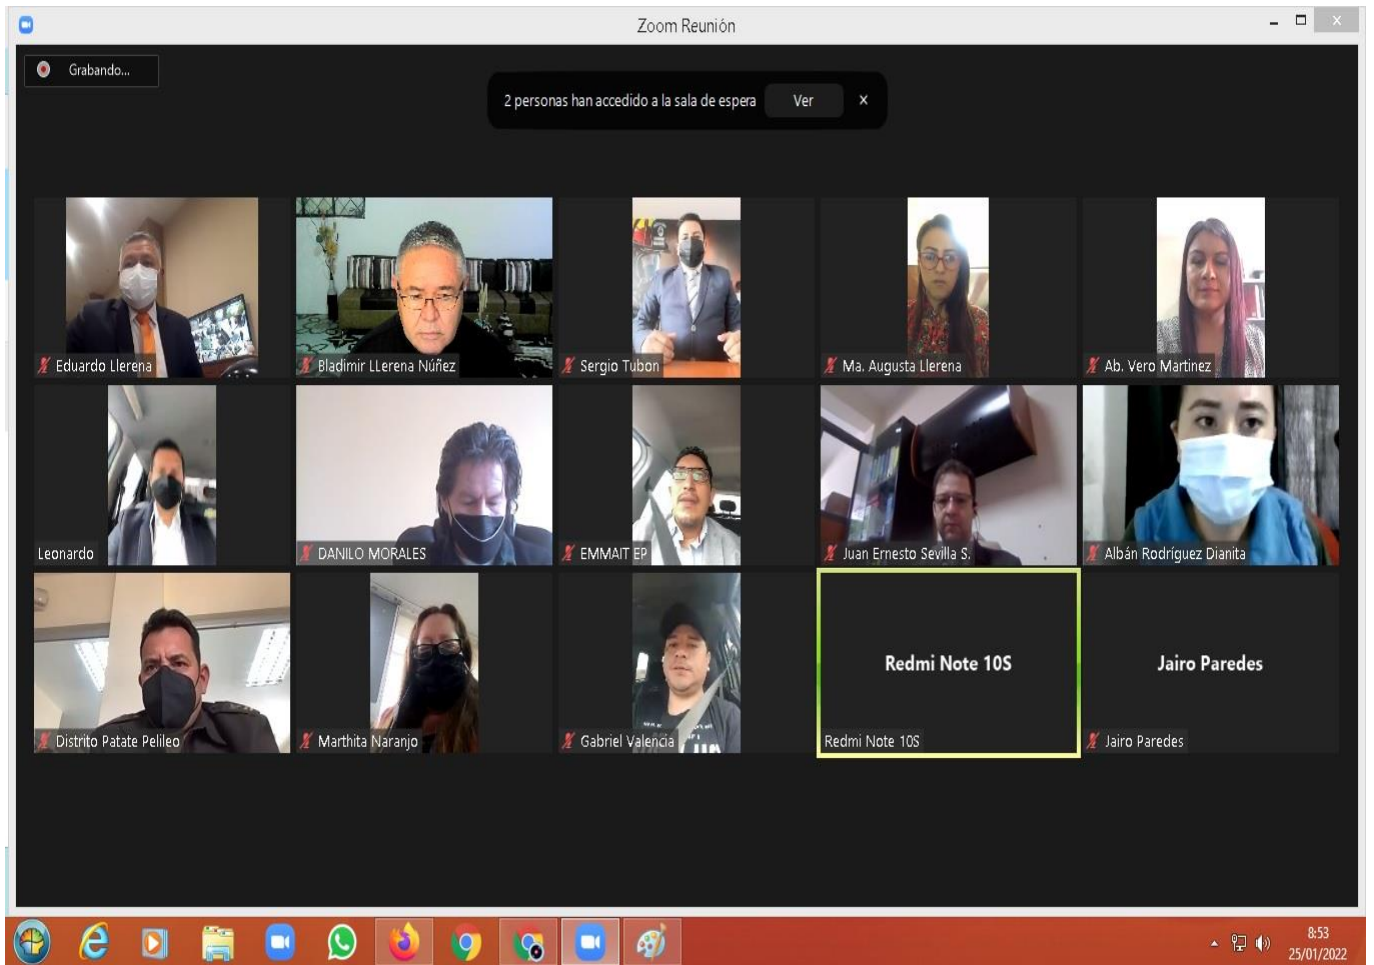 Zoom Reunión
Grabando...
2 personas han accedido a la sala de espera Ver
Eduardo Llerena
Bladimir LLerena Núñez
Sergio Tubon
Ma. Augusta Llerena
Ab. Vero Martinez
Leonardo
DANILO MORALES
EMMAIT EP
Juan Ernesto Sevilla S.
Albán Rodríguez Dianita
Distrito Patate Pelileo
Marthita Naranjo
Gabriel Valencia
Redmi Note 10S
Redmi Note 10S
Jairo Paredes
Jairo Paredes
8:53
25/01/2022